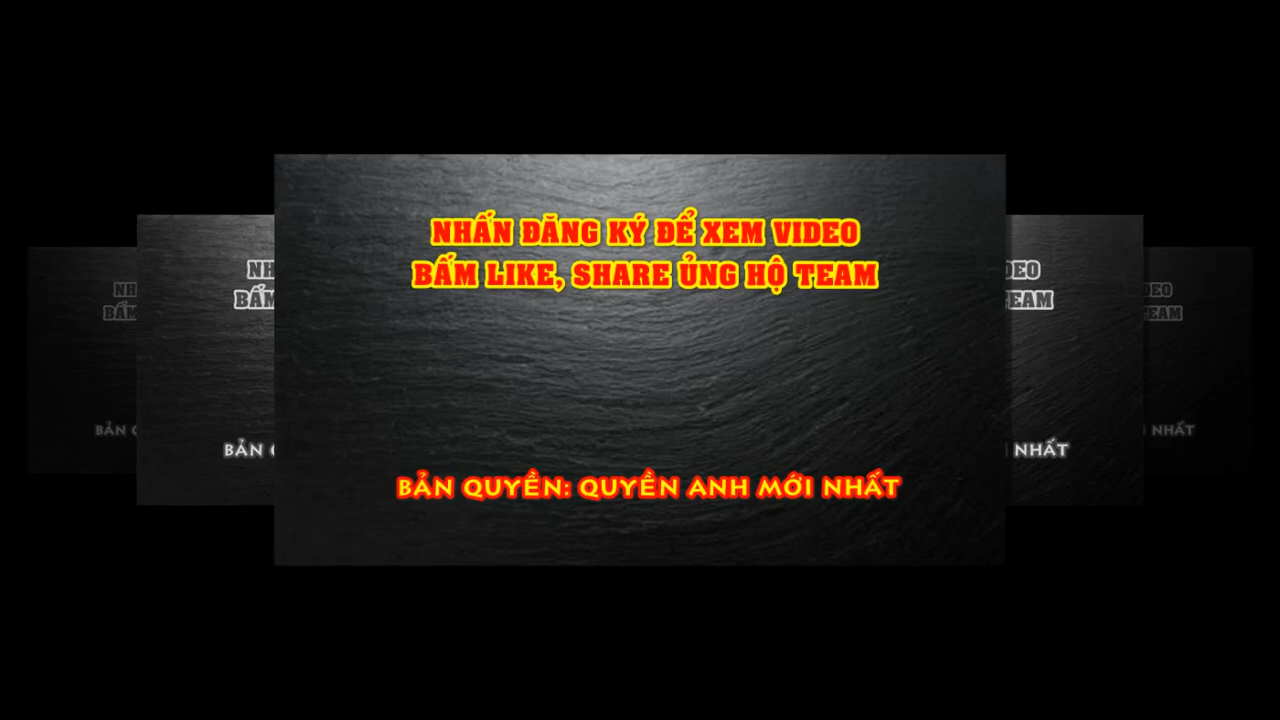 NHẤN ĐĂNG KÝ ĐỂ XEM VIDEO
BẤM LIKE, SHARE ỦNG HỘ TEAM
BẢN QUYỀN: QUYỀN ANH MỚI NHẤT